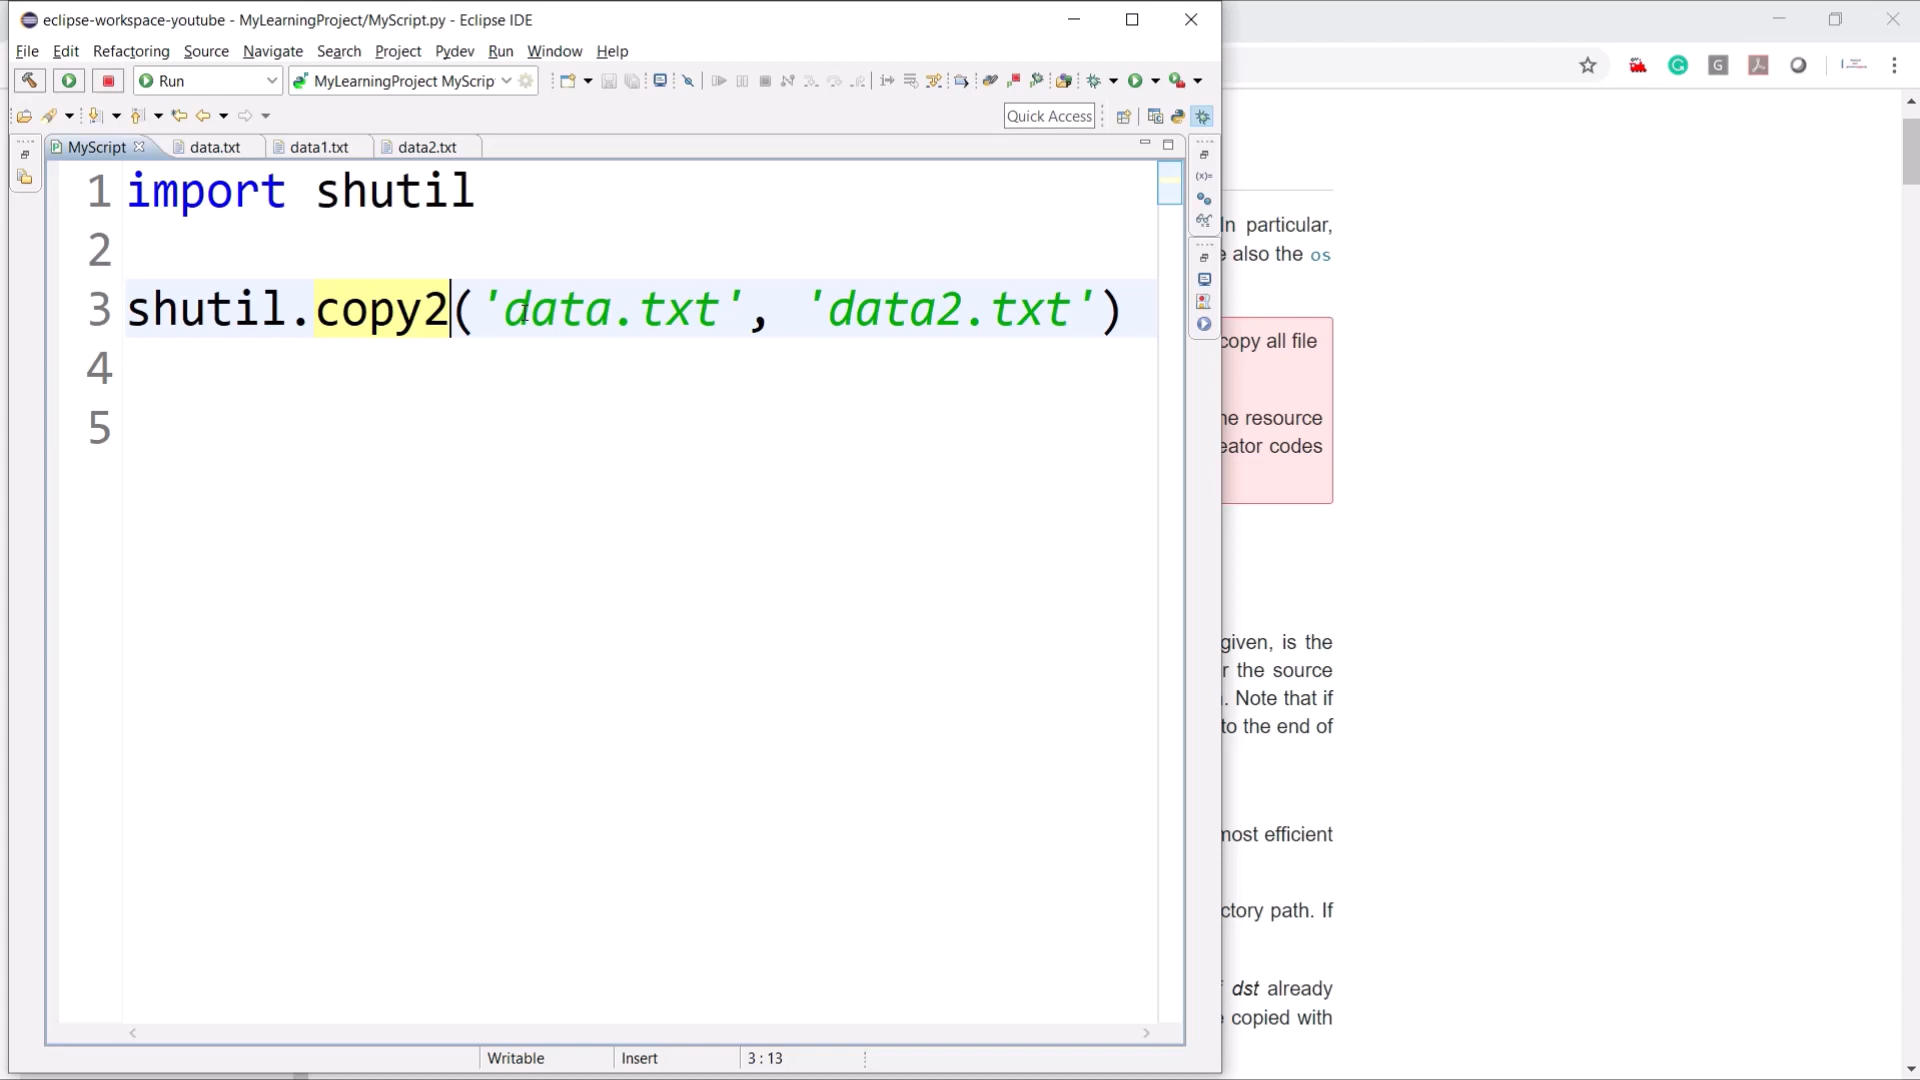 eclipse-workspace-youtube - MyLearningProject/MyScript.py - Eclipse IDE
File Edit Refactoring Source Navigate Search Project Pydev Run Window Help
Run
MyLearningProject MyScrip
Quick Access
MyScript
data.txt
data1.txt
data2.txt
1 import shutil
2
3 shutil.copy2('data.txt', 'data2.txt')
4
5
Writable
Insert
3 : 13
In particular,
also the os
copy all file
resource
codes
given, is the
the source
. Note that if
to the end of
most efficient
path. If
dst already
copied with